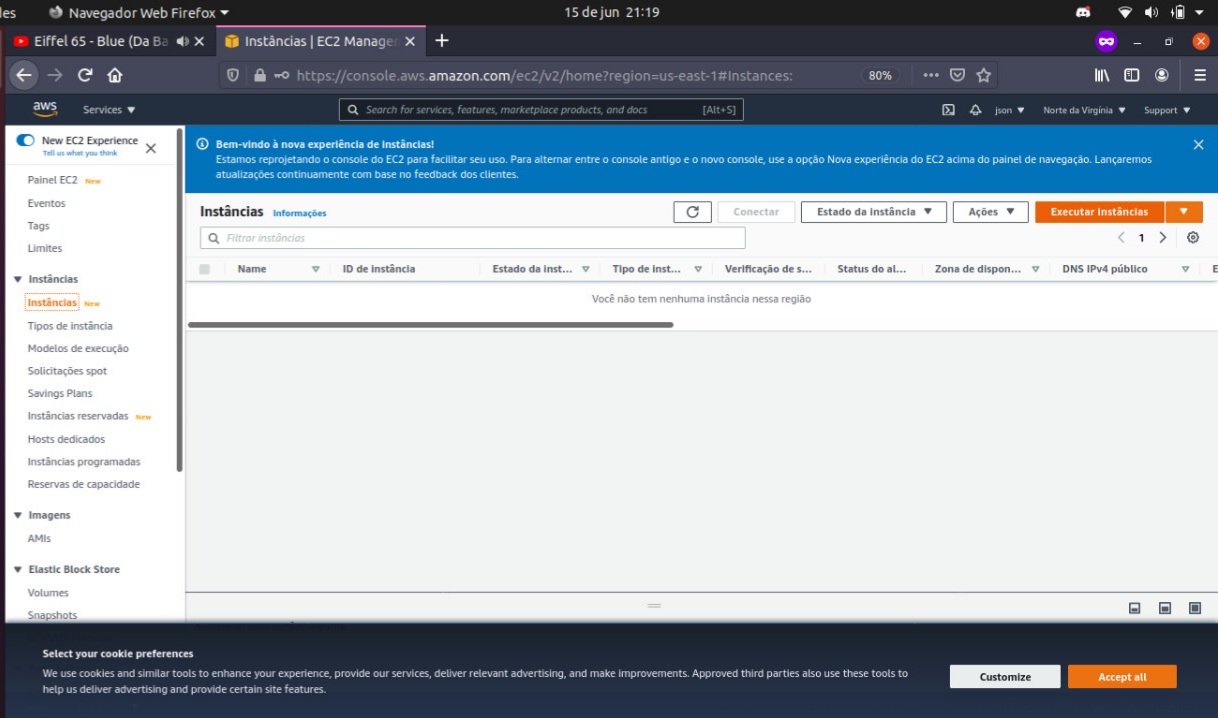 les Navegador Web Firefox 15 de jun 21:19
Eiffel 65 - Blue (Da Ba Instâncias | EC2 Manager
https://console.aws.amazon.com/ec2/v2/home?region=us-east-1#Instances: 80%
aws Services Search for services, features, marketplace products, and docs [Alt+S] json Norte da Virgínia Support
New EC2 Experience
Tell us what you think
Painel EC2 New
Eventos
Tags
Limites
Instâncias
Instâncias New
Tipos de instância
Modelos de execução
Solicitações spot
Savings Plans
Instâncias reservadas New
Hosts dedicados
Instâncias programadas
Reservas de capacidade
Imagens
AMIs
Elastic Block Store
Volumes
Snapshots
Bem-vindo à nova experiência de instâncias!
Estamos reprojetando o console do EC2 para facilitar seu uso. Para alternar entre o console antigo e o novo console, use a opção Nova experiência do EC2 acima do painel de navegação. Lançaremos
atualizações continuamente com base no feedback dos clientes.
Instâncias Informações Conectar Estado da instância Ações Executar instâncias
Filtrar instâncias 1
Name ID de instância Estado da inst... Tipo de inst... Verificação de s... Status do al... Zona de dispon... DNS IPv4 público E
Você não tem nenhuma instância nessa região
Select your cookie preferences
We use cookies and similar tools to enhance your experience, provide our services, deliver relevant advertising, and make improvements. Approved third parties also use these tools to
help us deliver advertising and provide certain site features.
Customize Accept all